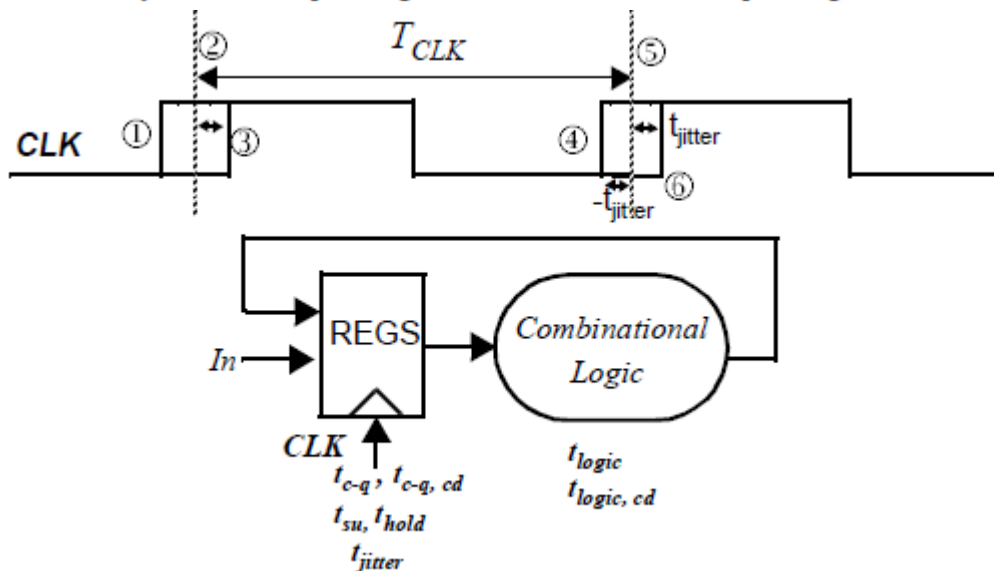 ② T_CLK ⑤
① ③ ④ t_jitter
CLK
-t_jitter ⑥
REGS
In
Combinational
Logic
CLK
t_c-q , t_c-q, cd
t_su, t_hold
t_jitter
t_logic
t_logic, cd